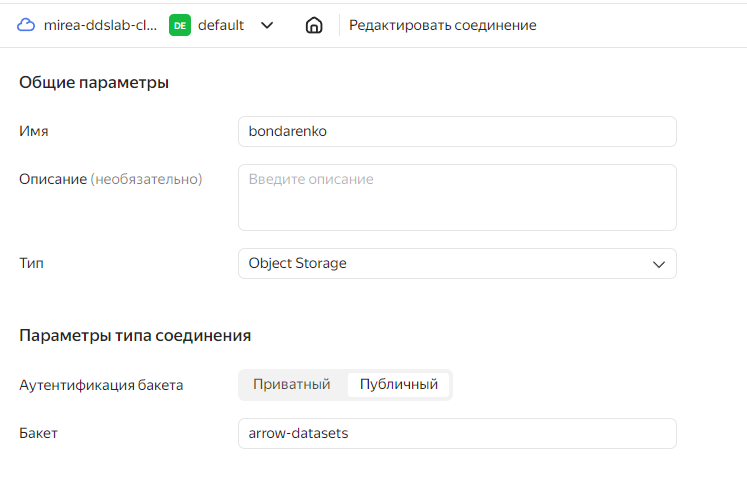 mirea-ddslab-cl... DE default Редактировать соединение
Общие параметры
Имя bondarenko
Описание (необязательно) Введите описание
Тип Object Storage
Параметры типа соединения
Аутентификация бакета Приватный Публичный
Бакет arrow-datasets